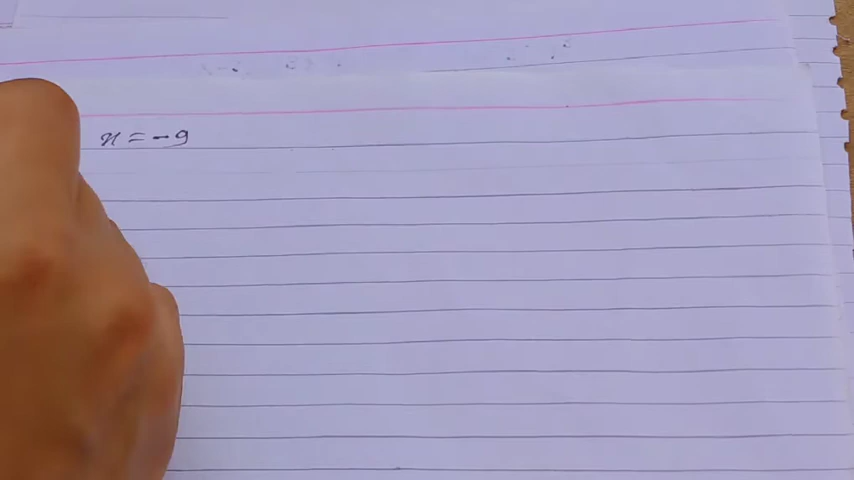 x = -9